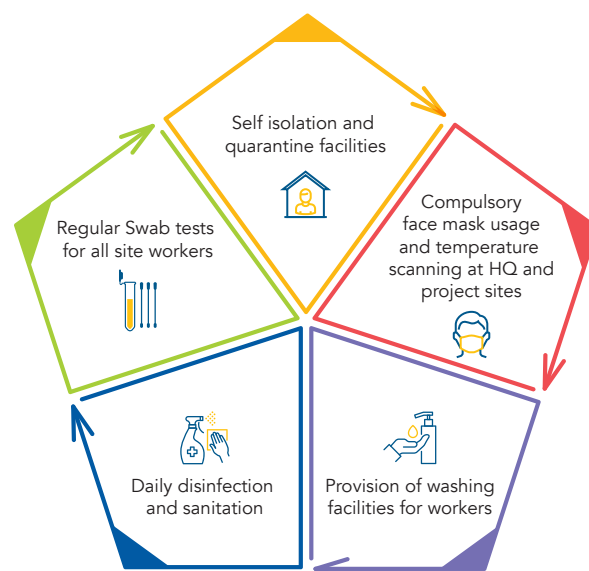 Self isolation and
quarantine facilities
Compulsory
face mask usage
and temperature
scanning at HQ and
project sites
Provision of washing
facilities for workers
Daily disinfection
and sanitation
Regular Swab tests
for all site workers